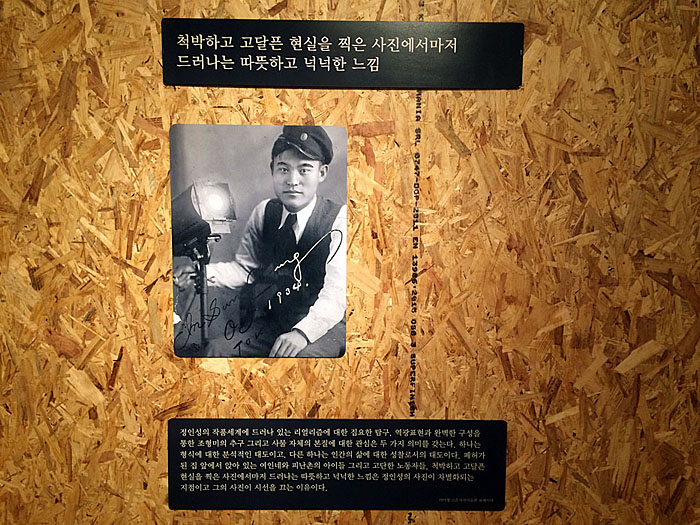 척박하고 고달픈 현실을 찍은 사진에서마저
드러나는 따뜻하고 넉넉한 느낌
MANIA SRL 0747-DOP-2011 EN 13986:2015 OSB 3 SUPERFINISH
1934.
정인성의 작품세계에 드러나 있는 리얼리즘에 대한 집요한 탐구, 역광표현과 완벽한 구성을
통한 조형미의 추구 그리고 사물 자체의 본질에 대한 관심은 두 가지 의미를 갖는다. 하나는
형식에 대한 분석적인 태도이고, 다른 하나는 인간의 삶에 대한 성찰로서의 태도이다. 폐허가
된 집 앞에서 앉아 있는 여인네와 피난촌의 아이들 그리고 고단한 노동자들, 척박하고 고달픈
현실을 찍은 사진에서마저 드러나는 따뜻하고 넉넉한 느낌은 정인성의 사진이 차별화되는
지점이고 그의 사진이 시선을 끄는 이유이다.